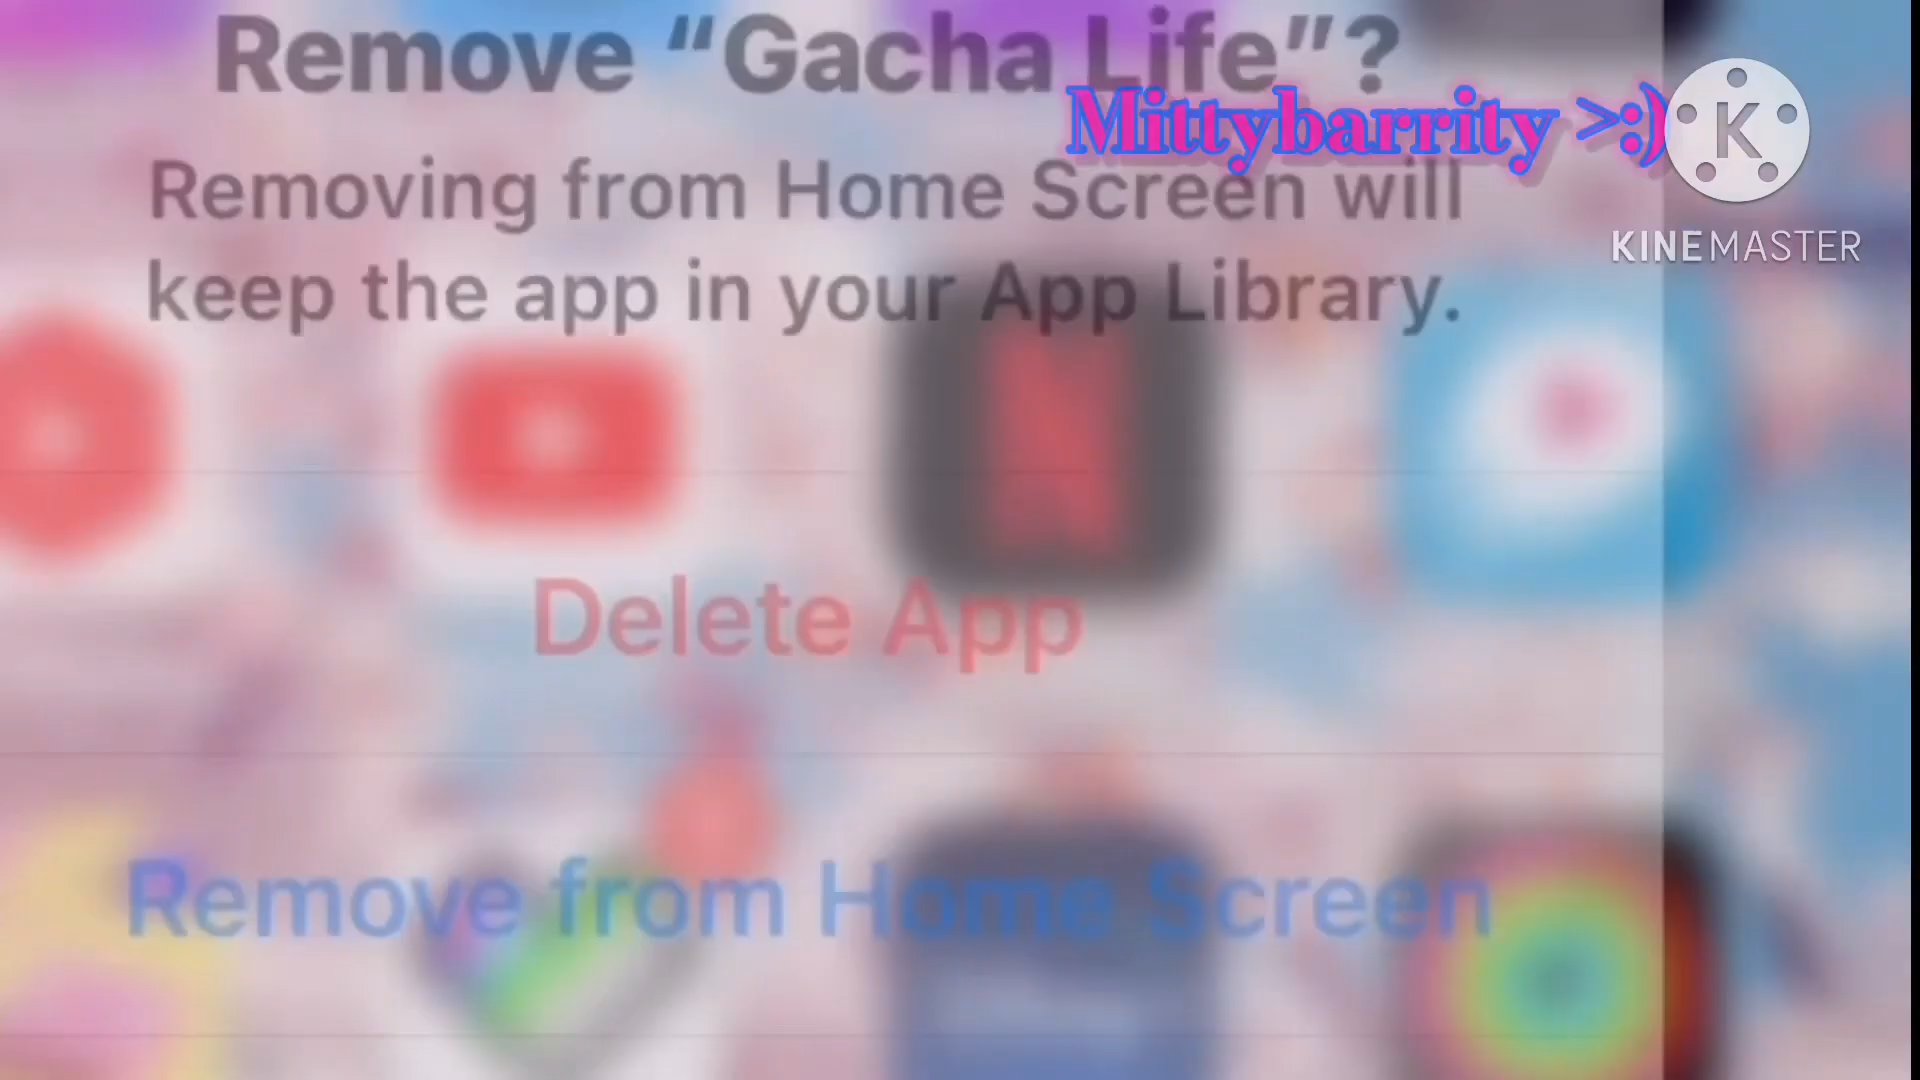 Remove “Gacha Life”?
Mittybarrity >:)
K
Removing from Home Screen will
KINEMASTER
keep the app in your App Library.
Delete App
Remove from Home Screen